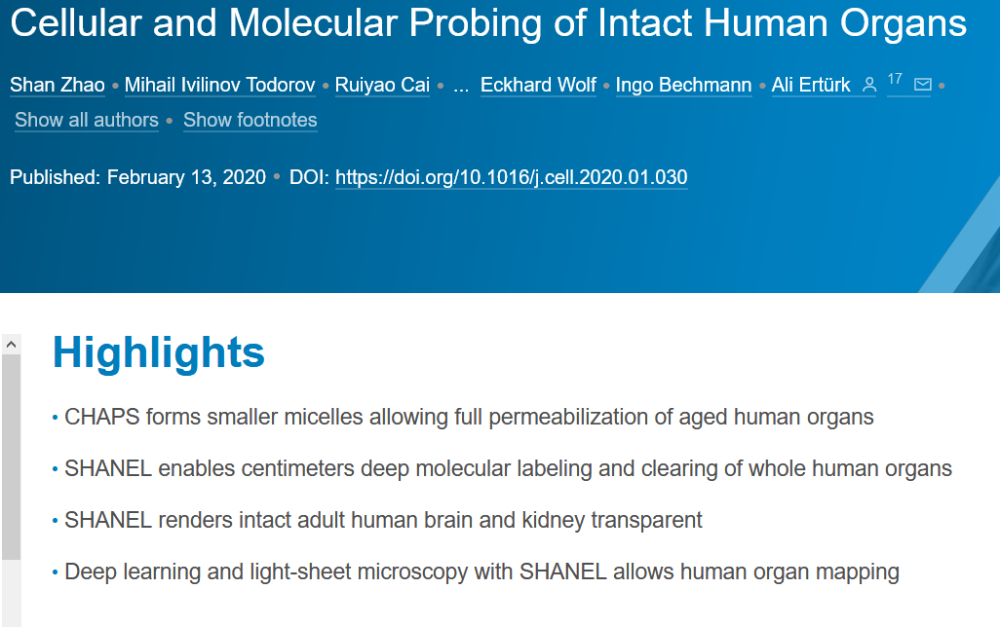 Cellular and Molecular Probing of Intact Human Organs
Shan Zhao • Mihail Ivilinov Todorov • Ruiyao Cai • ... Eckhard Wolf • Ingo Bechmann • Ali Ertürk 17 •
Show all authors • Show footnotes
Published: February 13, 2020 • DOI: https://doi.org/10.1016/j.cell.2020.01.030
Highlights
• CHAPS forms smaller micelles allowing full permeabilization of aged human organs
• SHANEL enables centimeters deep molecular labeling and clearing of whole human organs
• SHANEL renders intact adult human brain and kidney transparent
• Deep learning and light-sheet microscopy with SHANEL allows human organ mapping